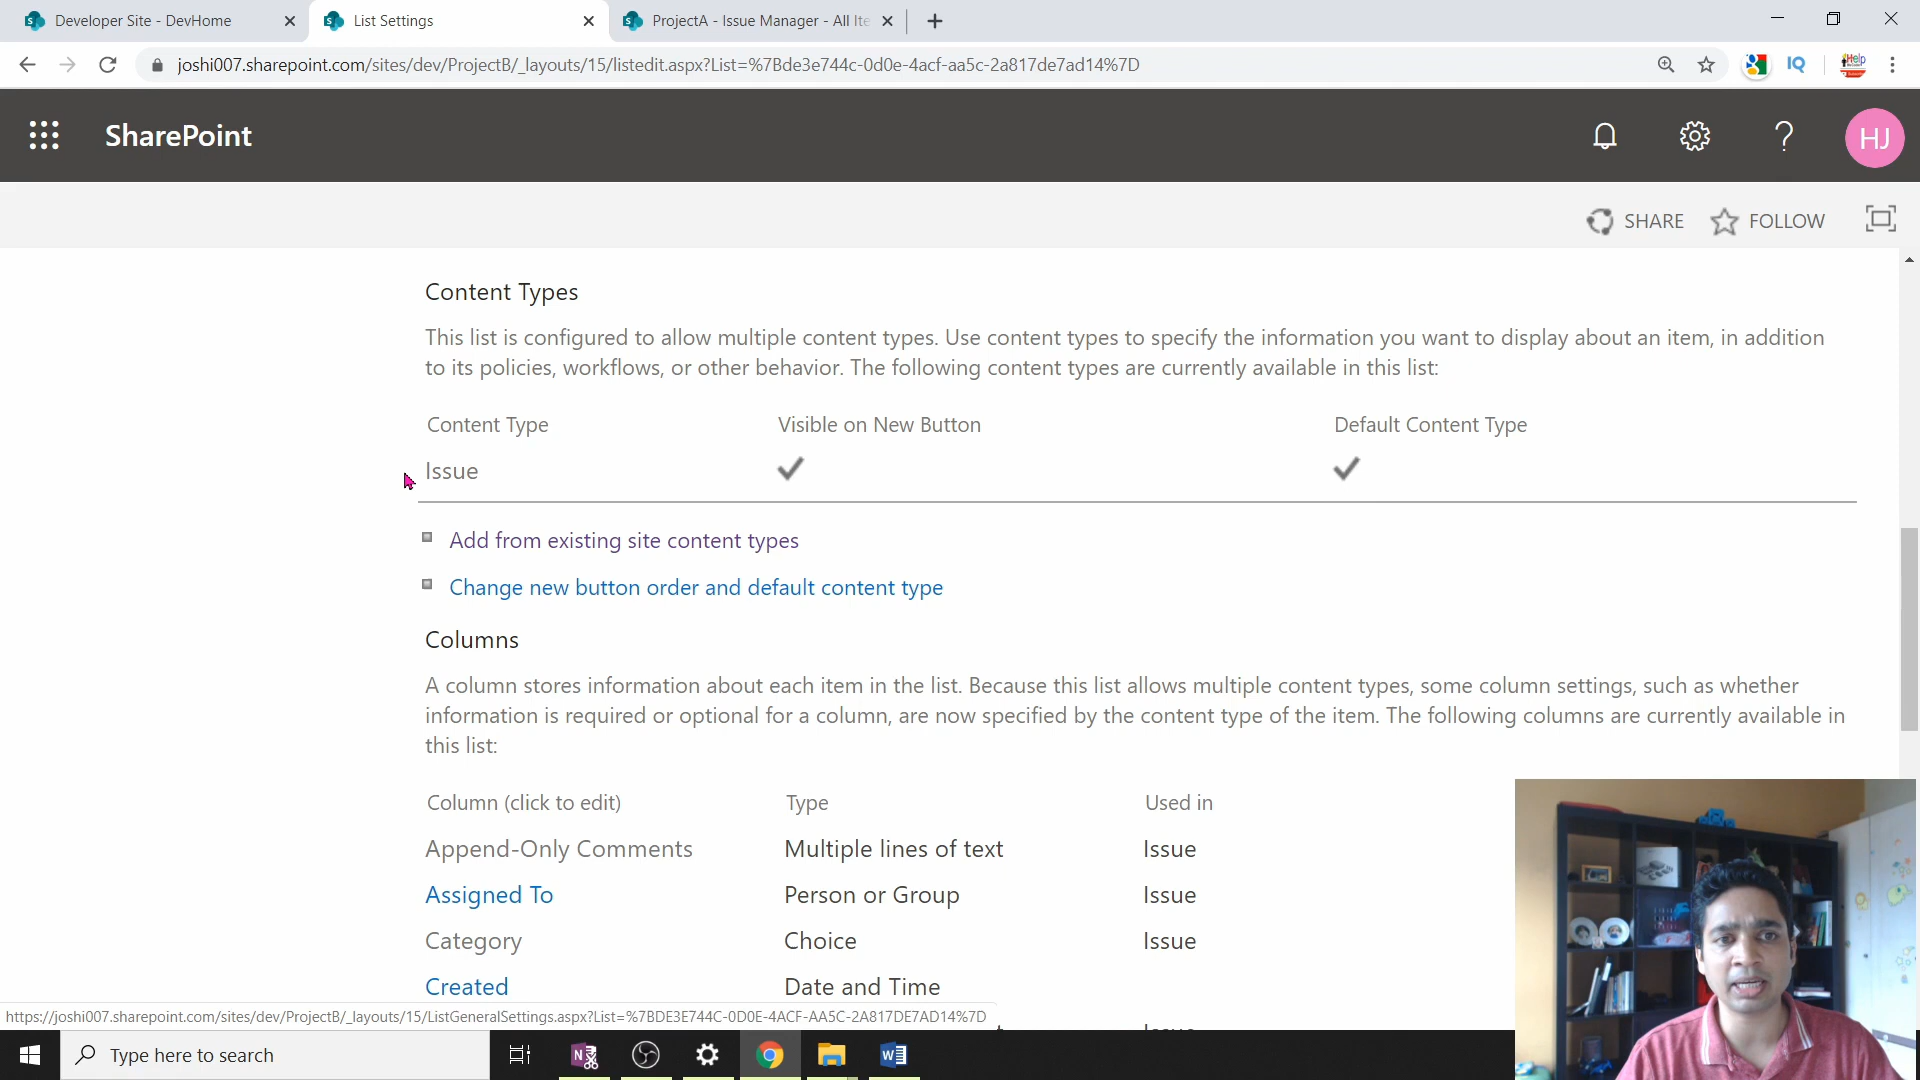 Developer Site - DevHome
List Settings
ProjectA - Issue Manager - All Ite
joshi007.sharepoint.com/sites/dev/ProjectB/_layouts/15/listedit.aspx?List=%7Bde3e744c-0d0e-4acf-aa5c-2a817de7ad14%7D
IQ
SharePoint
?
HJ
SHARE
FOLLOW
Content Types
This list is configured to allow multiple content types. Use content types to specify the information you want to display about an item, in addition
to its policies, workflows, or other behavior. The following content types are currently available in this list:
Content Type Visible on New Button Default Content Type
Issue
Add from existing site content types
Change new button order and default content type
Columns
A column stores information about each item in the list. Because this list allows multiple content types, some column settings, such as whether
information is required or optional for a column, are now specified by the content type of the item. The following columns are currently available in
this list:
Column (click to edit) Type Used in
Append-Only Comments Multiple lines of text Issue
Assigned To Person or Group Issue
Category Choice Issue
Created Date and Time
https://joshi007.sharepoint.com/sites/dev/ProjectB/_layouts/15/ListGeneralSettings.aspx?List=%7BDE3E744C-0D0E-4ACF-AA5C-2A817DE7AD14%7D
Type here to search